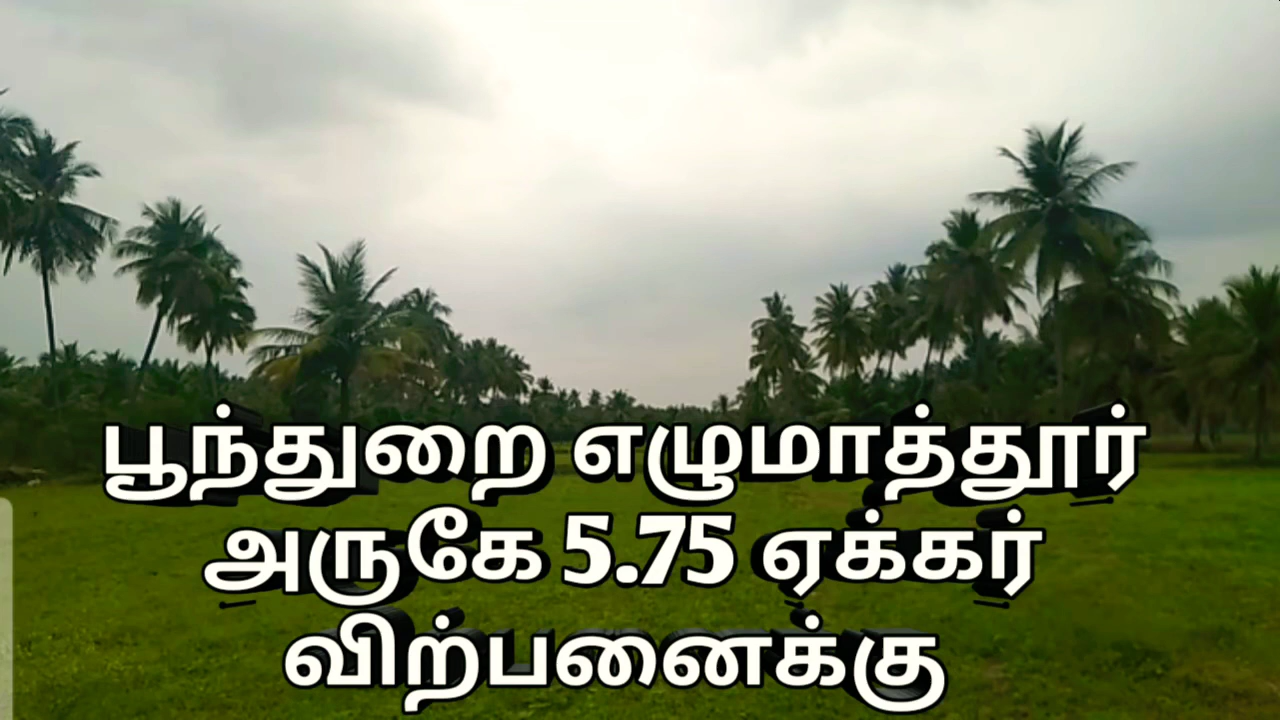 பூந்துறை எழுமாத்தூர்
அருகே 5.75 ஏக்கர்
விற்பனைக்கு